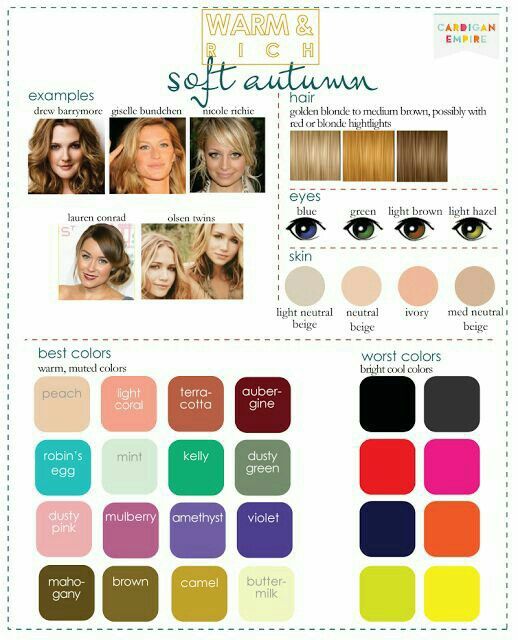 WARM &
RICH
soft autumn
CARDIGAN
EMPIRE
examples
drew barrymore
giselle bundchen
nicole richie
lauren conrad
olsen twins
hair
golden blonde to medium brown, possibly with
red or blonde hightlights
eyes
blue
green
light brown
light hazel
skin
light neutral
beige
neutral
beige
ivory
med neutral
beige
best colors
warm, muted colors
peach
light
coral
terra-
cotta
auber-
gine
robin's
egg
mint
kelly
dusty
green
dusty
pink
mulberry
amethyst
violet
maho-
gany
brown
camel
butter-
milk
worst colors
bright cool colors